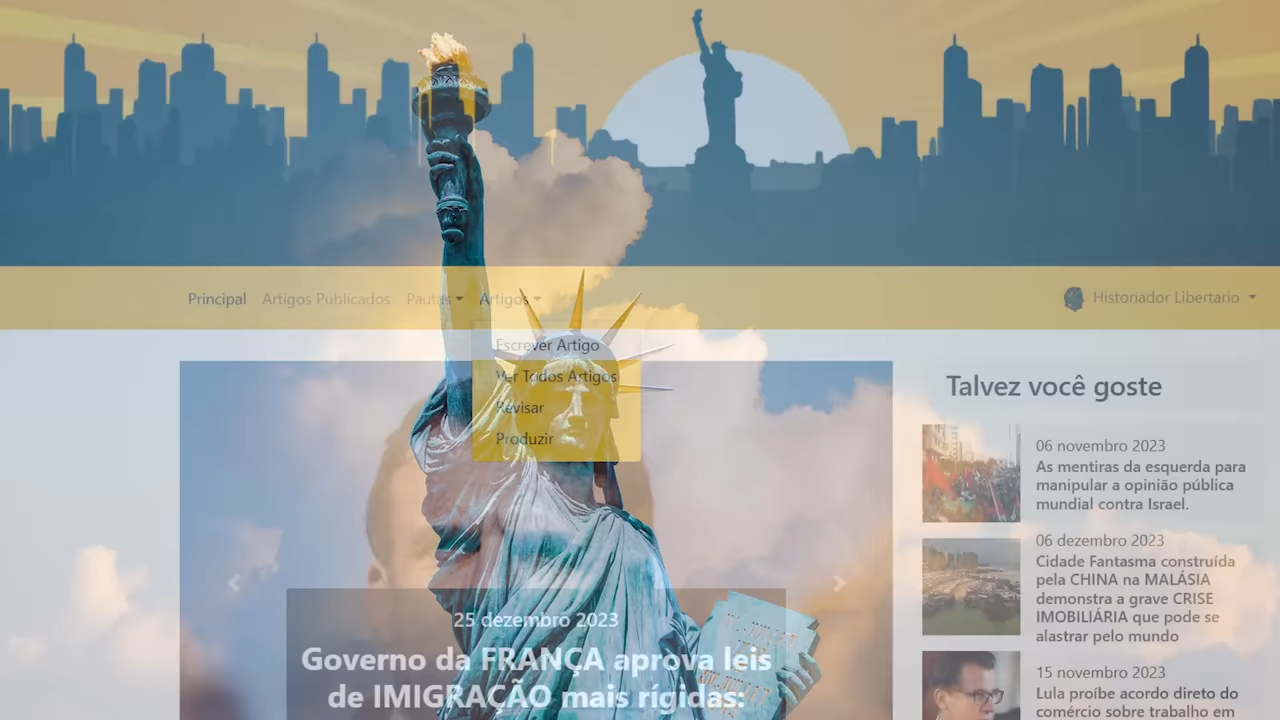 Principal Artigos Publicados Pautas Artigos Historiador Libertario
Escrever Artigo
Ver Todos Artigos
Revisar
Produzir
Talvez você goste
06 novembro 2023
As mentiras da esquerda para
manipular a opinião pública
mundial contra Israel.
06 dezembro 2023
Cidade Fantasma construída
pela CHINA na MALÁSIA
demonstra a grave CRISE
IMOBILIÁRIA que pode se
alastrar pelo mundo
15 novembro 2023
Lula proíbe acordo direto do
comércio sobre trabalho em
25 dezembro 2023
Governo da FRANÇA aprova leis
de IMIGRAÇÃO mais rígidas: